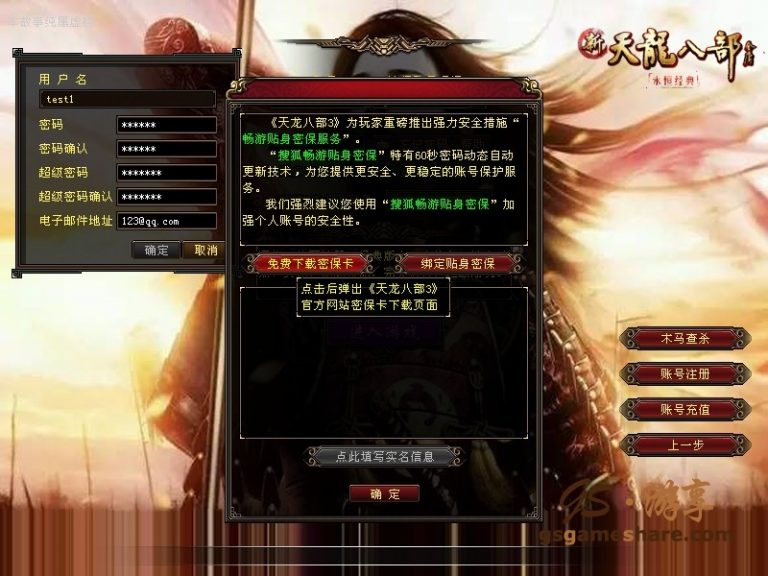 新天龍八部
永恒经典
用户名
test1
密码
******
密码确认
******
超级密码
*******
超级密码确认
*******
电子邮件地址
123@qq.com
确定
取消
《天龙八部3》为玩家重磅推出强力安全措施“
畅游贴身密保服务”。
“搜狐畅游贴身密保”特有60秒密码动态自动
更新技术，为您提供更安全、更稳定的账号保护服
务。
我们强烈建议您使用“搜狐畅游贴身密保”加
强个人账号的安全性。
免费下载密保卡
绑定贴身密保
点击后弹出《天龙八部3》
官方网站密保卡下载页面
进入游戏
点此填写实名信息
确定
木马查杀
账号注册
账号充值
上一步
GS游享
gsgameshare.com